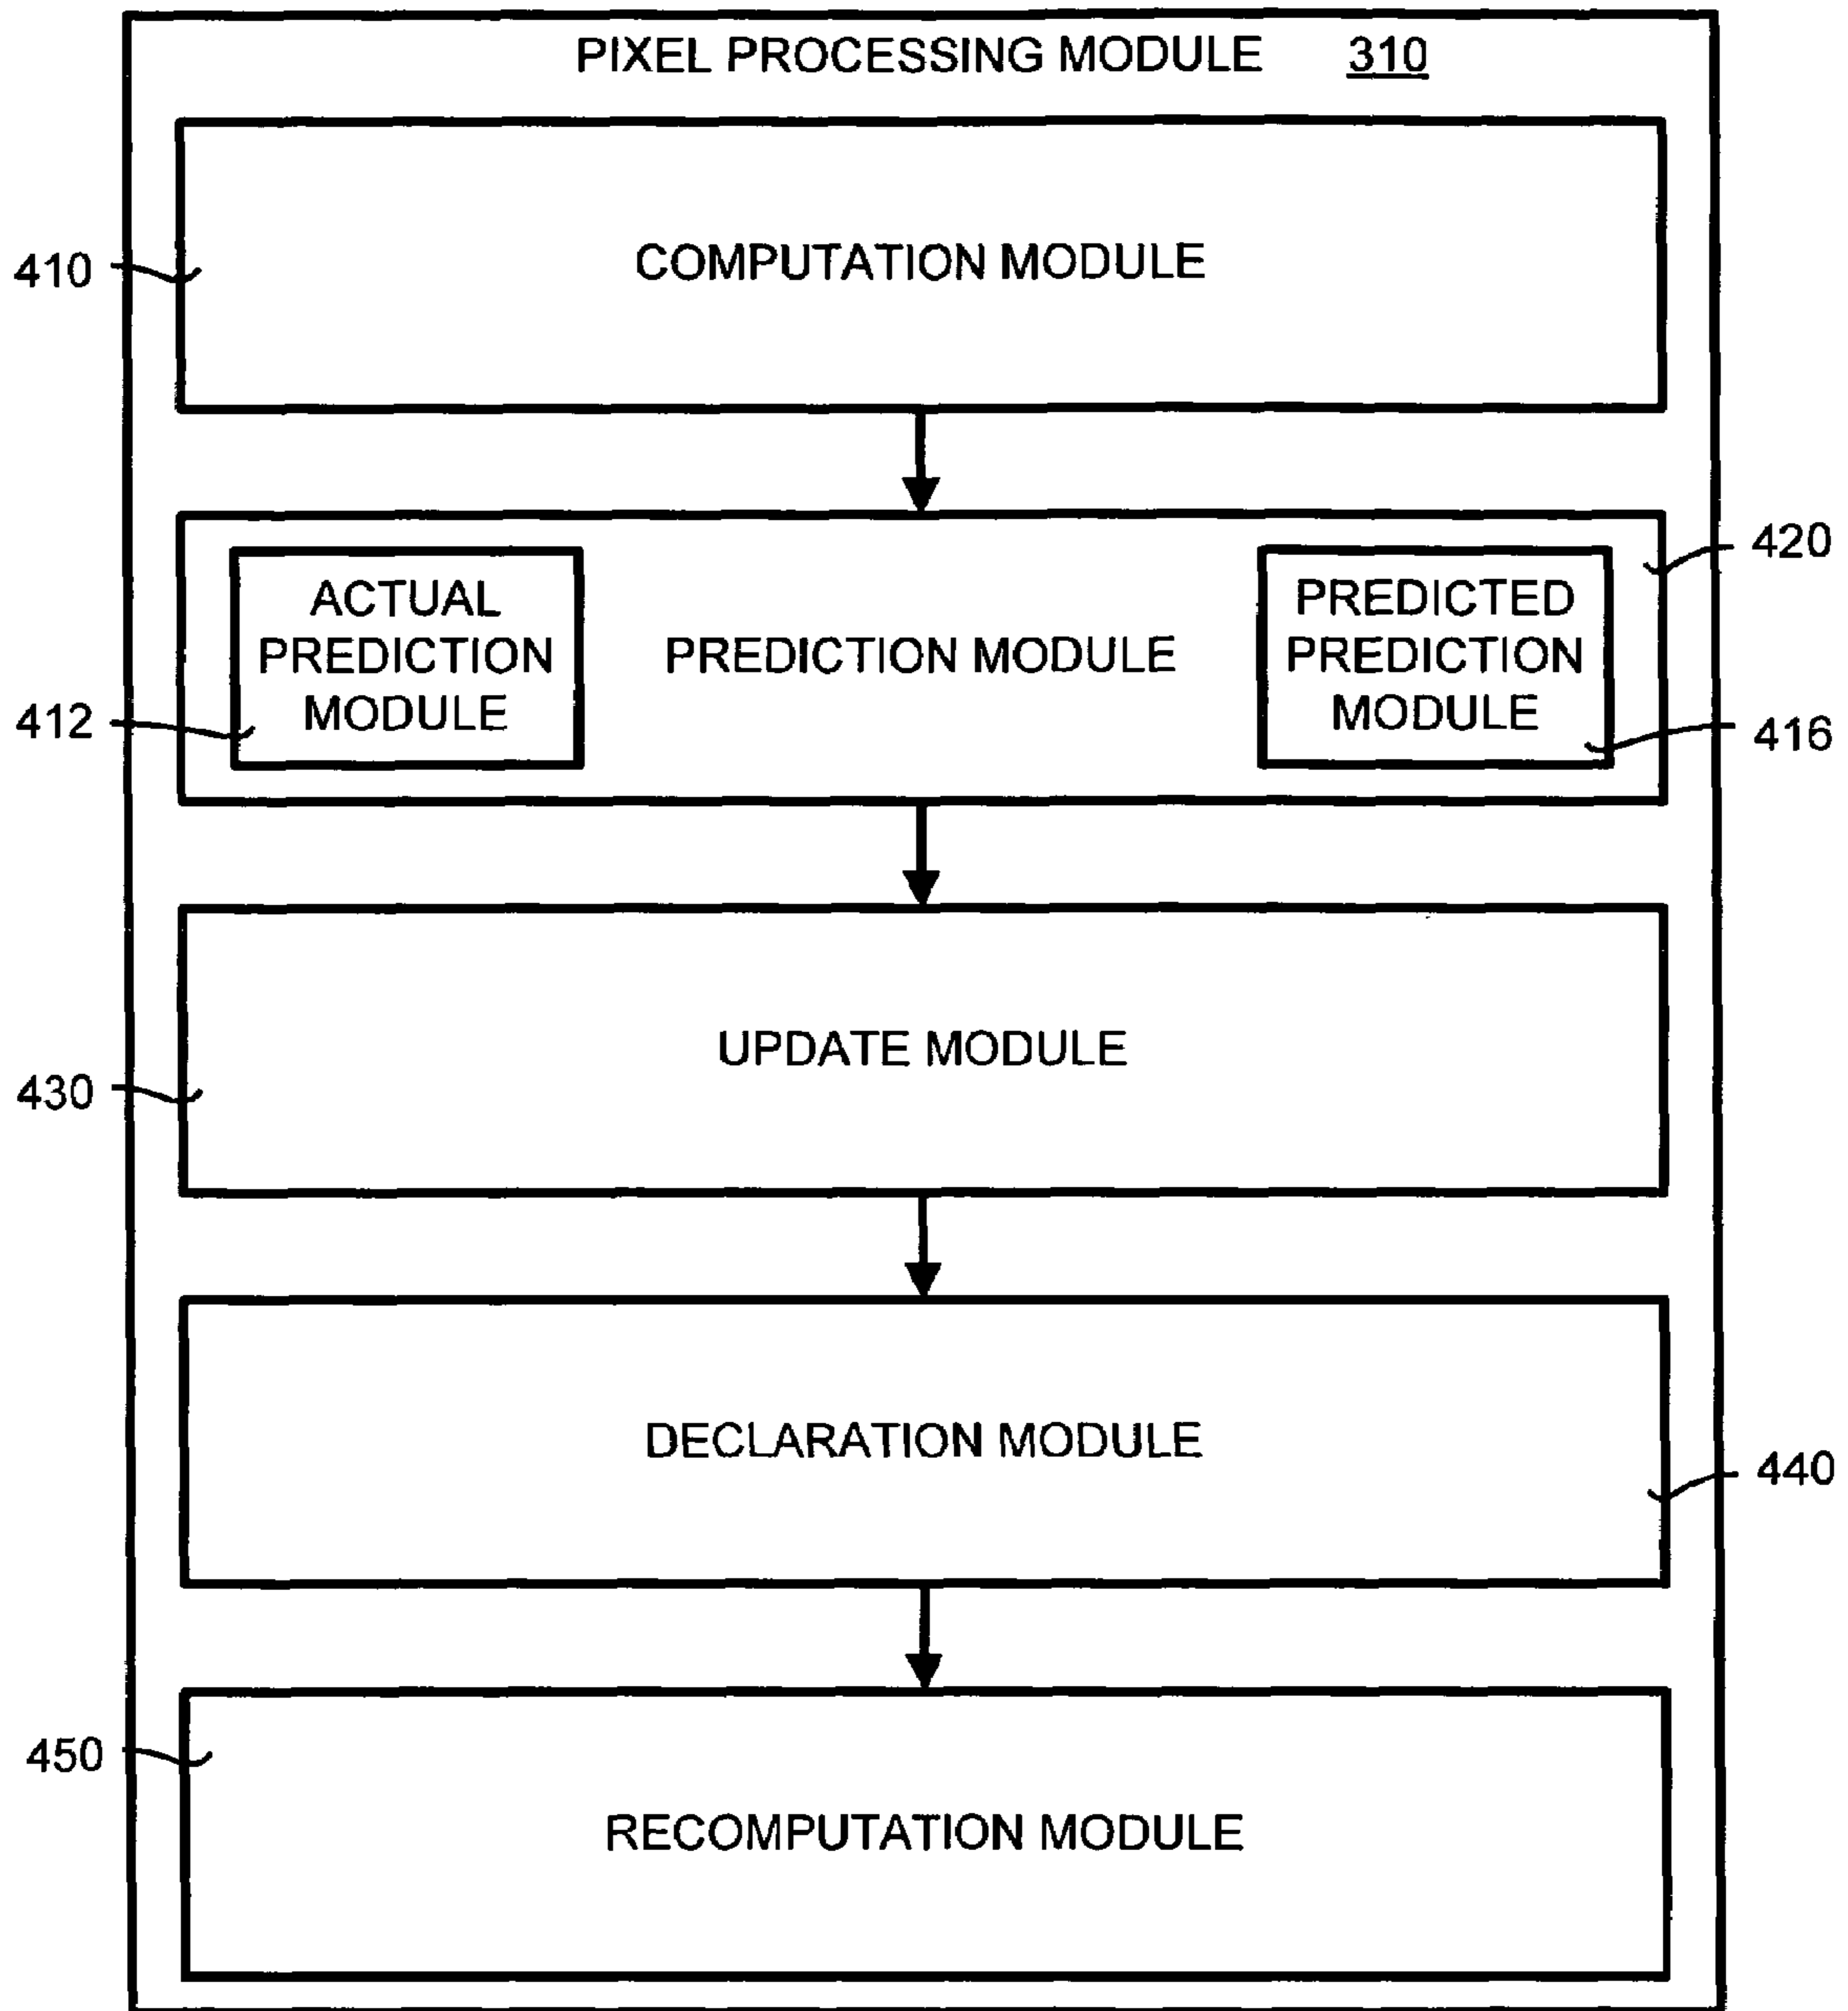 PIXEL PROCESSING MODULE 310
410
COMPUTATION MODULE
420
ACTUAL
PREDICTION
MODULE
PREDICTION MODULE
PREDICTED
PREDICTION
MODULE
412
416
UPDATE MODULE
430
DECLARATION MODULE
440
450
RECOMPUTATION MODULE